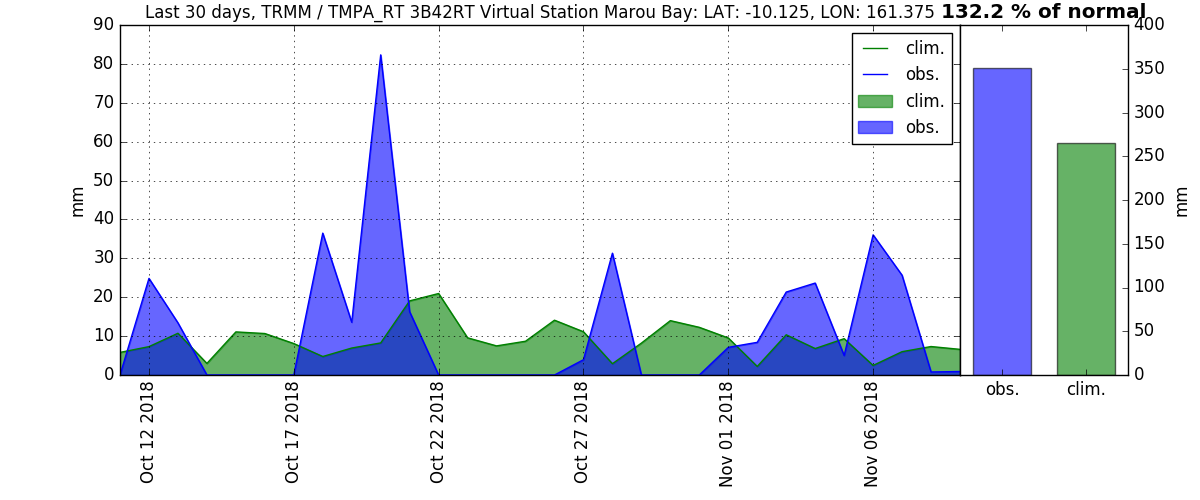 Last 30 days, TRMM / TMPA_RT 3B42RT Virtual Station Marou Bay: LAT: -10.125, LON: 161.375 132.2 % of normal
90
80
70
60
50
40
30
20
10
0
mm
clim.
obs.
clim.
obs.
Oct 12 2018
Oct 17 2018
Oct 22 2018
Oct 27 2018
Nov 01 2018
Nov 06 2018
400
350
300
250
200
150
100
50
0
mm
obs. clim.